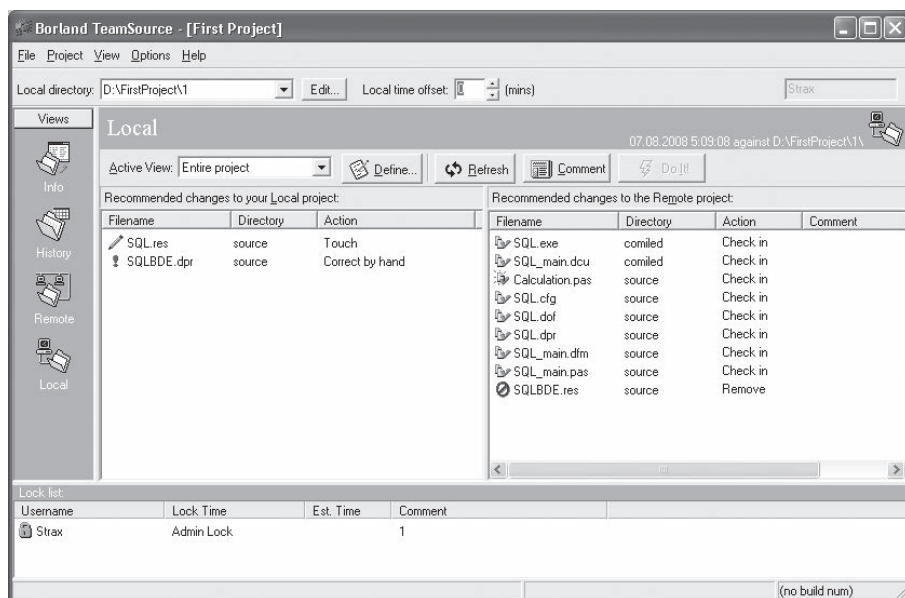 Borland TeamSource - [First Project]
File Project View Options Help
Local directory: D:\FirstProject\1 Edit... Local time offset: (mins) Strax
Views
Info
History
Remote
Local
Local
07.08.2008 5:09:08 against D:\FirstProject\1\
Active View: Entire project Define... Refresh Comment Do It!
Recommended changes to your Local project:
Filename Directory Action
SQL.res source Touch
SQLBDE.dpr source Correct by hand
Recommended changes to the Remote project:
Filename Directory Action Comment
SQL.exe comiled Check in
SQL_main.dcu comiled Check in
Calculation.pas source Check in
SQL.cfg source Check in
SQL.dof source Check in
SQL.dpr source Check in
SQL_main.dfm source Check in
SQL_main.pas source Check in
SQLBDE.res source Remove
Lock list:
Username Lock Time Est. Time Comment
Strax Admin Lock 1
(no build num)